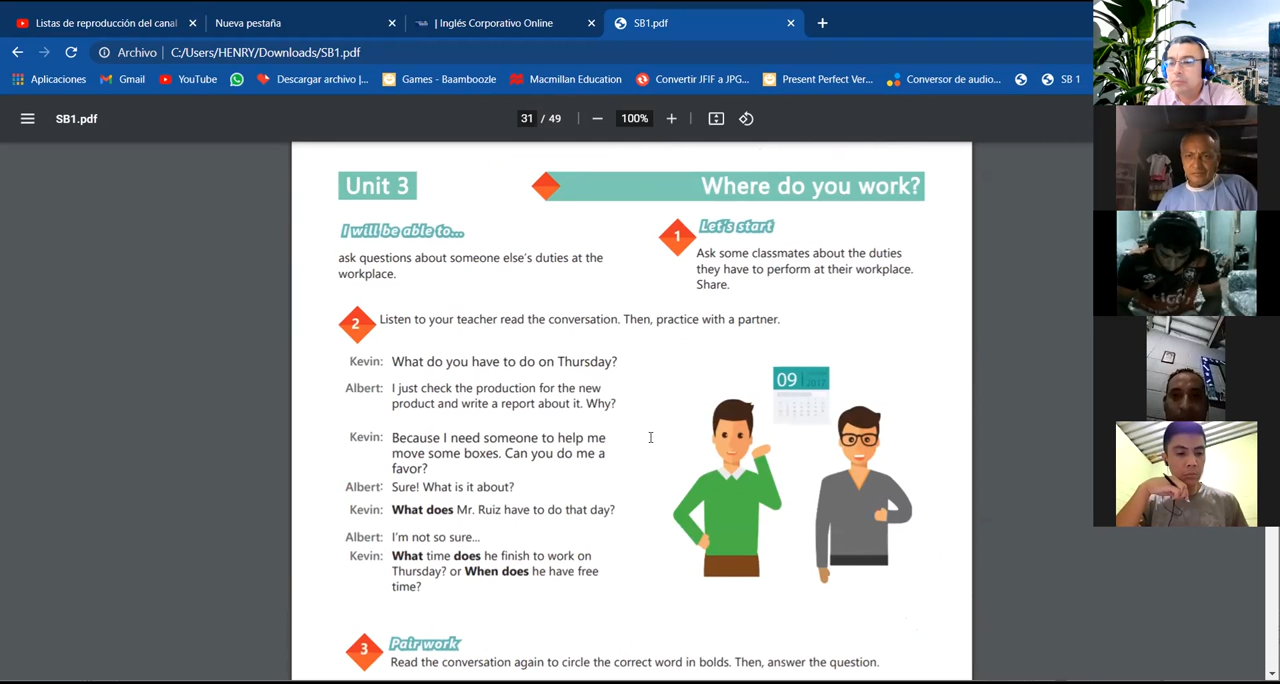 Listas de reproducción del canal
Nueva pestaña
| Inglés Corporativo Online
SB1.pdf
Archivo
C:/Users/HENRY/Downloads/SB1.pdf
Aplicaciones
Gmail
YouTube
Descargar archivo |...
Games - Baamboozle
Macmillan Education
Convertir JFIF a JPG...
Present Perfect Ver...
Conversor de audio...
SB 1
SB1.pdf
31 / 49
100%
Unit 3
Where do you work?
I will be able to...
ask questions about someone else's duties at the
workplace.
1
Let's start
Ask some classmates about the duties
they have to perform at their workplace.
Share.
2
Listen to your teacher read the conversation. Then, practice with a partner.
Kevin: What do you have to do on Thursday?
Albert: I just check the production for the new
product and write a report about it. Why?
Kevin: Because I need someone to help me
move some boxes. Can you do me a
favor?
Albert: Sure! What is it about?
Kevin: What does Mr. Ruiz have to do that day?
Albert: I'm not so sure...
Kevin: What time does he finish to work on
Thursday? or When does he have free
time?
09
2017
3
Pair work
Read the conversation again to circle the correct word in bolds. Then, answer the question.